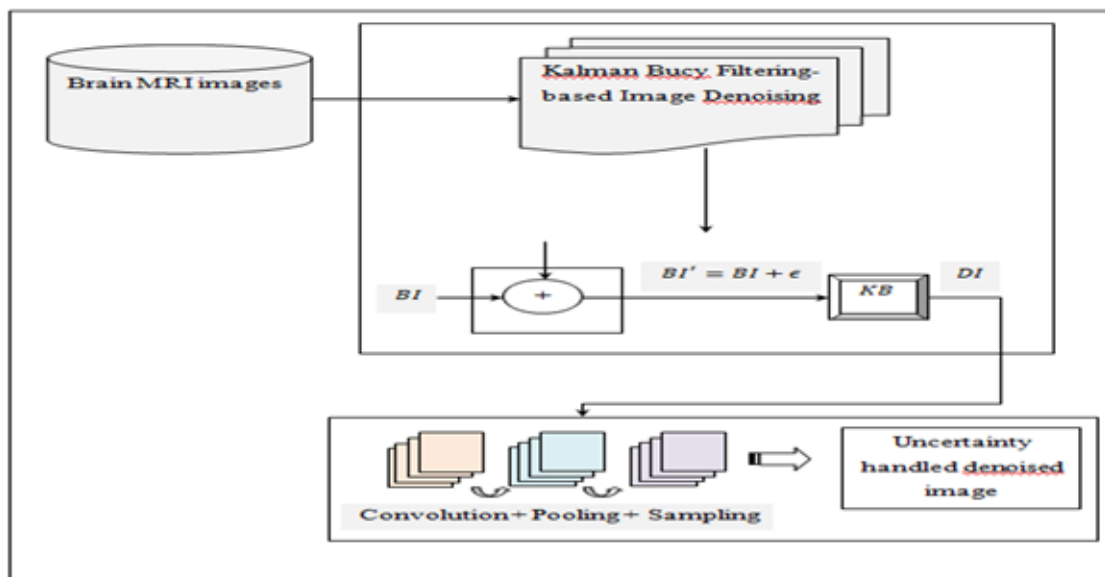 Brain MRI images
Kalman Bucy Filtering-
based Image Denoising
BI
+
BI' = BI + ϵ
KB
DI
Uncertainty
handled denoised
image
Convolution+ Pooling+ Sampling